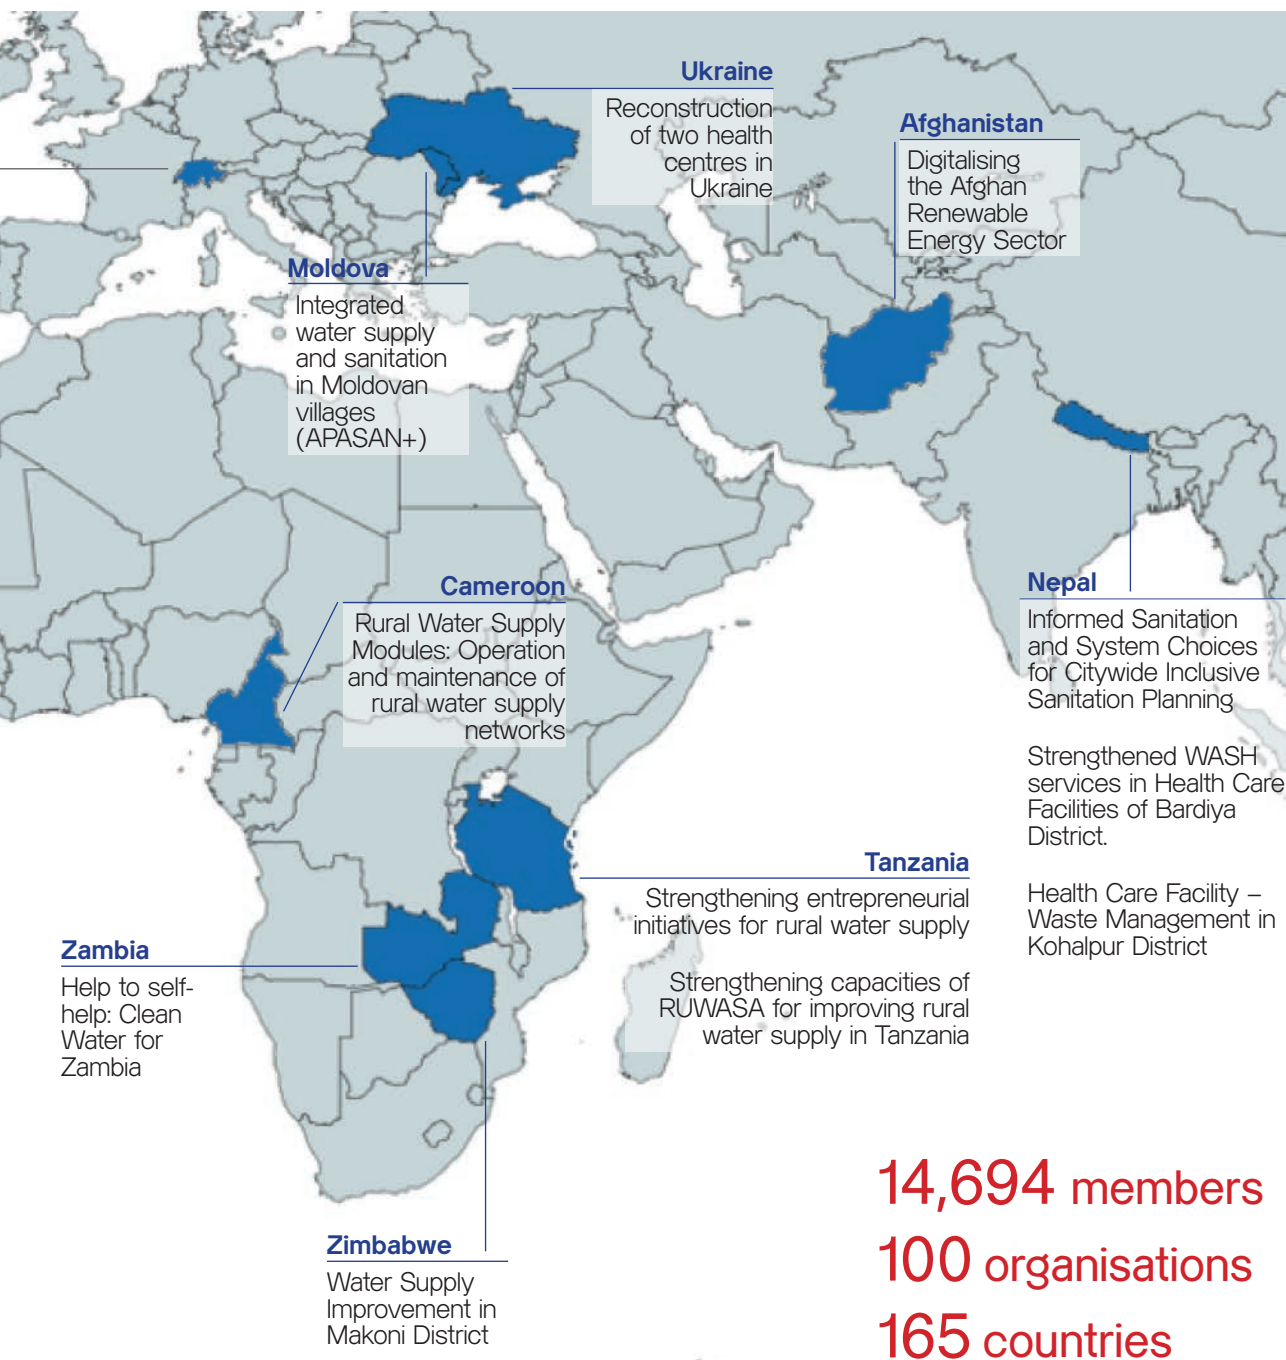 Ukraine
Reconstruction
of two health
centres in
Ukraine
Afghanistan
Digitalising
the Afghan
Renewable
Energy Sector
Moldova
Integrated
water supply
and sanitation
in Moldovan
villages
(APASAN+)
Cameroon
Rural Water Supply
Modules: Operation
and maintenance of
rural water supply
networks
Nepal
Informed Sanitation
and System Choices
for Citywide Inclusive
Sanitation Planning
Strengthened WASH
services in Health Care
Facilities of Bardiya
District.
Health Care Facility –
Waste Management in
Kohalpur District
Tanzania
Strengthening entrepreneurial
initiatives for rural water supply
Strengthening capacities of
RUWASA for improving rural
water supply in Tanzania
Zambia
Help to self-
help: Clean
Water for
Zambia
Zimbabwe
Water Supply
Improvement in
Makoni District
14,694 members
100 organisations
165 countries